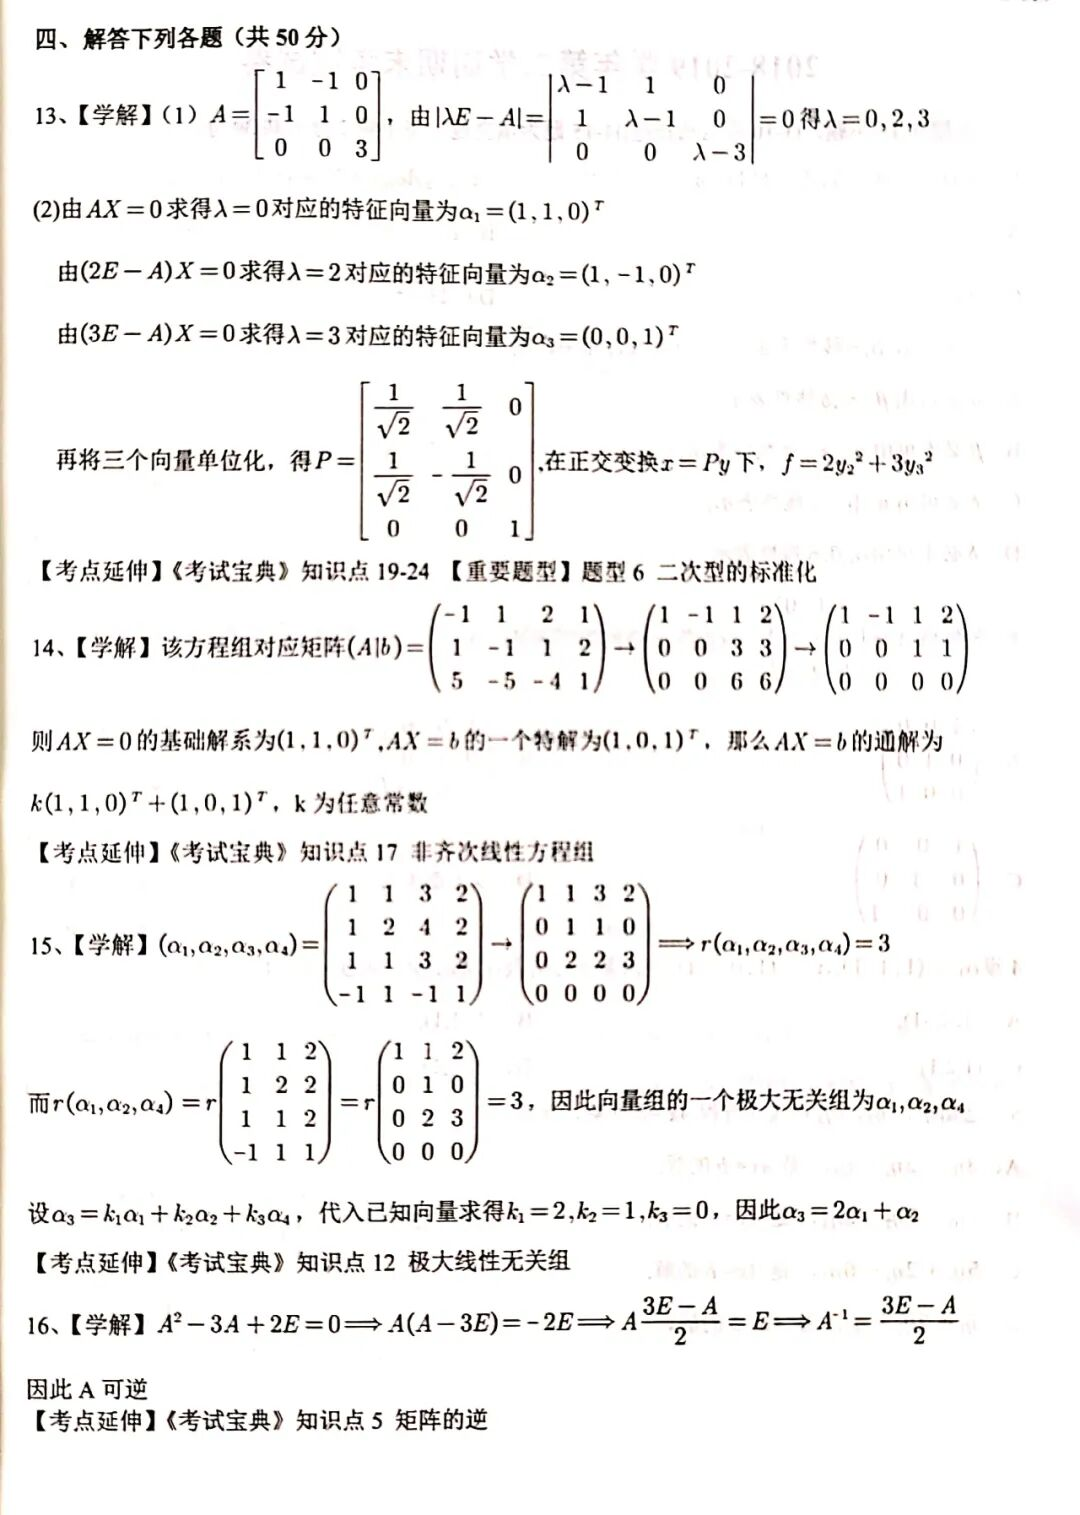 四、解答下列各题（共 50 分）
13、【学解】（1）A = [1 -1 0; -1 1 0; 0 0 3]，由|λE - A| = |λ-1 1 0; 1 λ-1 0; 0 0 λ-3| = 0 得λ = 0, 2, 3
(2)由 AX = 0 求得λ = 0 对应的特征向量为α₁ = (1, 1, 0)ᵀ
由(2E - A)X = 0 求得λ = 2 对应的特征向量为α₂ = (1, -1, 0)ᵀ
由(3E - A)X = 0 求得λ = 3 对应的特征向量为α₃ = (0, 0, 1)ᵀ
再将三个向量单位化，得P = [1/√2 1/√2 0; 1/√2 -1/√2 0; 0 0 1],在正交变换x = Py 下，f = 2y₂² + 3y₃²
【考点延伸】《考试宝典》知识点 19-24 【重要题型】题型 6 二次型的标准化
14、【学解】该方程组对应矩阵(A|b) = (-1 1 2 1; 1 -1 1 2; 5 -5 -4 1) → (1 -1 1 2; 0 0 3 3; 0 0 6 6) → (1 -1 1 2; 0 0 1 1; 0 0 0 0)
则 AX = 0 的基础解系为(1, 1, 0)ᵀ,AX = b 的一个特解为(1, 0, 1)ᵀ，那么 AX = b 的通解为
k(1, 1, 0)ᵀ + (1, 0, 1)ᵀ，k 为任意常数
【考点延伸】《考试宝典》知识点 17 非齐次线性方程组
15、【学解】(α₁,α₂,α₃,α₄) = (1 1 3 2; 1 2 4 2; 1 1 3 2; -1 1 -1 1) → (1 1 3 2; 0 1 1 0; 0 2 2 3; 0 0 0 0) ⟹ r(α₁,α₂,α₃,α₄) = 3
而r(α₁,α₂,α₄) = r(1 1 2; 1 2 2; 1 1 2; -1 1 1) = r(1 1 2; 0 1 0; 0 2 3; 0 0 0) = 3，因此向量组的一个极大无关组为α₁,α₂,α₄
设α₃ = k₁α₁ + k₂α₂ + k₃α₄，代入已知向量求得k₁ = 2,k₂ = 1,k₃ = 0，因此α₃ = 2α₁ + α₂
【考点延伸】《考试宝典》知识点 12 极大线性无关组
16、【学解】A² - 3A + 2E = 0 ⟹ A(A - 3E) = -2E ⟹ A (3E - A)/2 = E ⟹ A⁻¹ = (3E - A)/2
因此 A 可逆
【考点延伸】《考试宝典》知识点 5 矩阵的逆